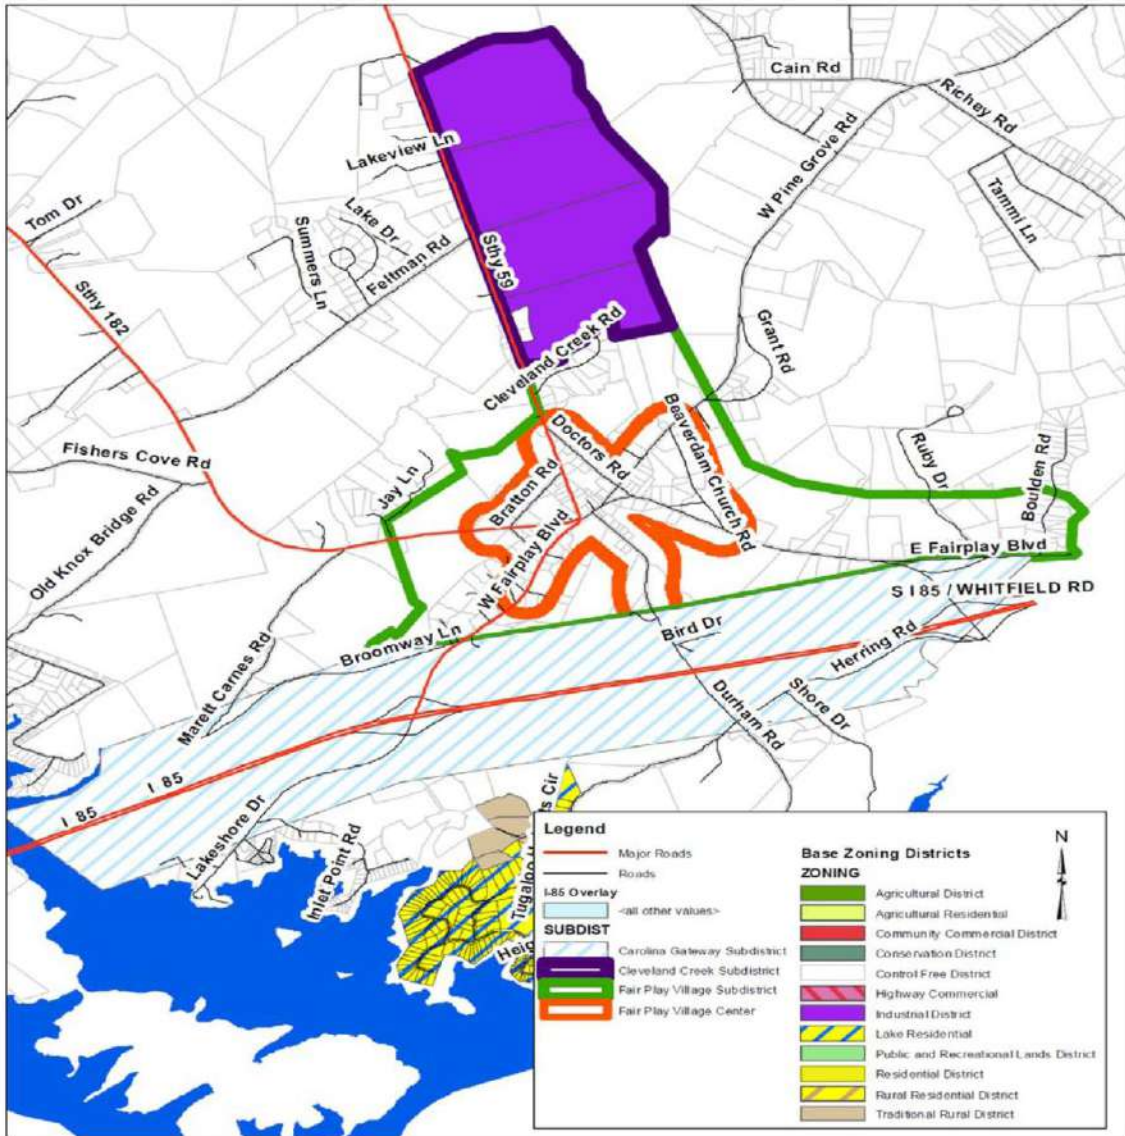 Cain Rd
Richey Rd
Lakeview Ln
W Pine Grove Rd
Tammi Ln
Tom Dr
Lake Dr
Summers Ln
Feltman Rd
Sthy 59
Sthy 182
Grant Rd
Cleveland Creek Rd
Beaverdam Church Rd
Doctors Rd
Fishers Cove Rd
Bratton Rd
Jay Ln
Ruby Dr
Boulden Rd
Old Knox Bridge Rd
W Fairplay Blvd
E Fairplay Blvd
S I 85 / WHITFIELD RD
Broomway Ln
Bird Dr
Herring Rd
Marett Carnes Rd
Shore Dr
Durham Rd
I 85
I 85
Lakeshore Dr
Inlet Point Rd
Tugaloo
Cir
Legend
Major Roads
Roads
I-85 Overlay
<all other values>
SUBDIST
Carolina Gateway Subdistrict
Cleveland Creek Subdistrict
Fair Play Village Subdistrict
Fair Play Village Center
N
Base Zoning Districts
ZONING
Agricultural District
Agricultural Residential
Community Commercial District
Conservation District
Control Free District
Highway Commercial
Industrial District
Lake Residential
Public and Recreational Lands District
Residential District
Rural Residential District
Traditional Rural District